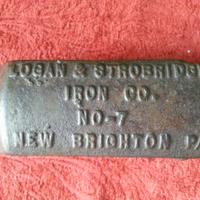 LOGAN & STROBRIDGE
IRON CO.
NO-7
NEW BRIGHTON PA